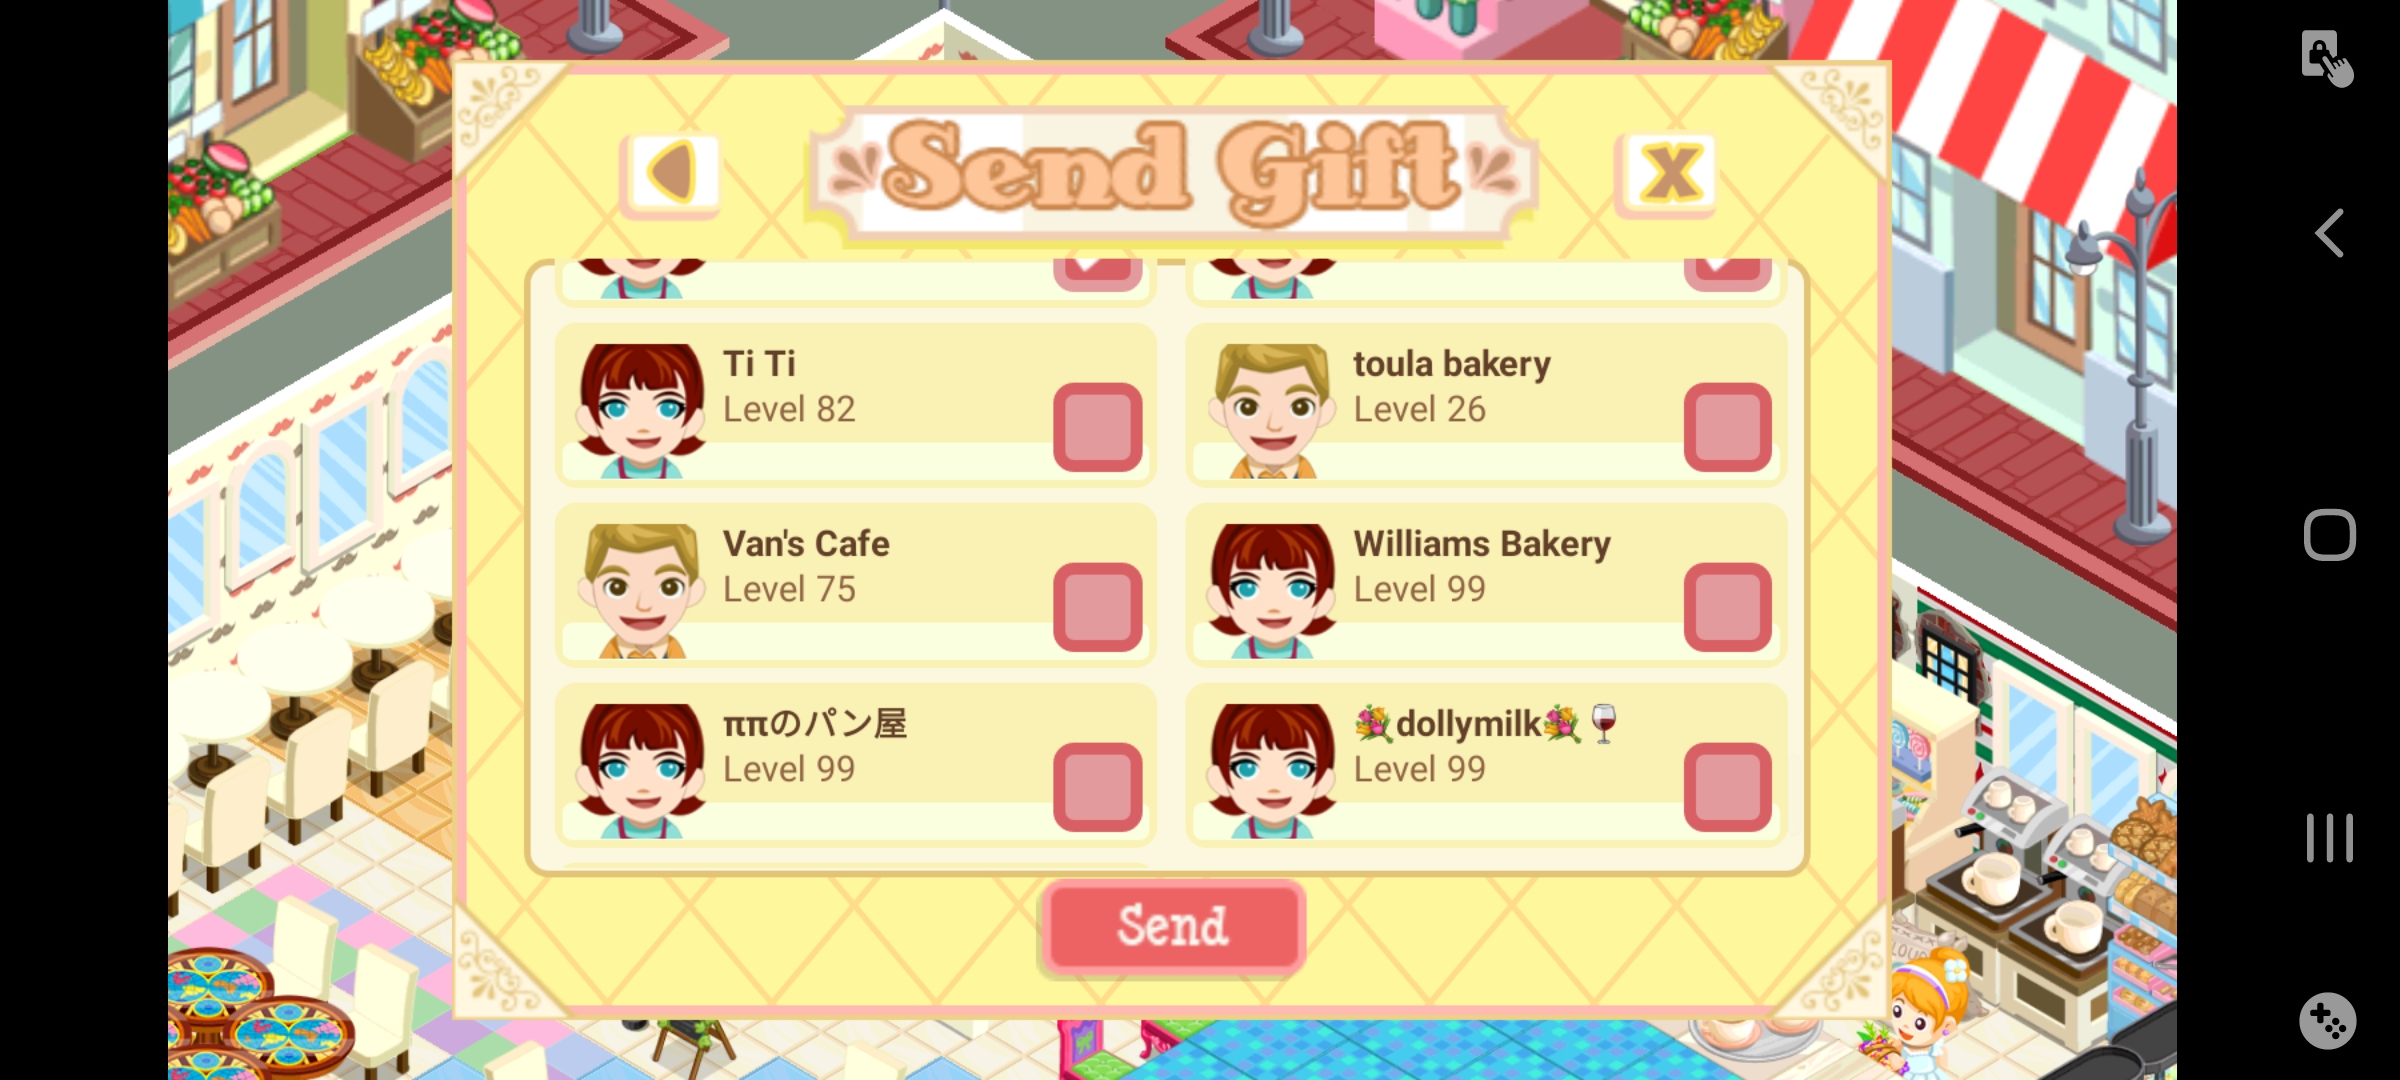 Send Gift
X
Ti Ti
Level 82
toula bakery
Level 26
Van's Cafe
Level 75
Williams Bakery
Level 99
ππのパン屋
Level 99
💐dollymilk💐🍷
Level 99
Send